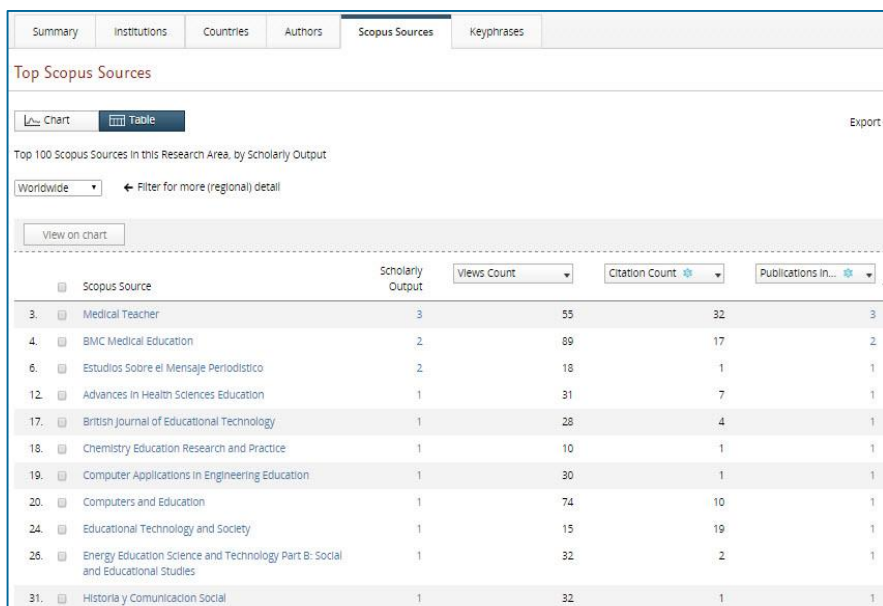 Summary Institutions Countries Authors Scopus Sources Keyphrases
Top Scopus Sources
Chart Table Export
Top 100 Scopus Sources in this Research Area, by Scholarly Output
Worldwide ← Filter for more (regional) detail
View on chart
Scopus Source Scholarly Output Views Count Citation Count Publications in...
3. Medical Teacher 3 55 32 3
4. BMC Medical Education 2 89 17 2
6. Estudios Sobre el Mensaje Periodistico 2 18 1 1
12. Advances in Health Sciences Education 1 31 7 1
17. British Journal of Educational Technology 1 28 4 1
18. Chemistry Education Research and Practice 1 10 1 1
19. Computer Applications in Engineering Education 1 30 1 1
20. Computers and Education 1 74 10 1
24. Educational Technology and Society 1 15 19 1
26. Energy Education Science and Technology Part B: Social 1 32 2 1
and Educational Studies
31. Historia y Comunicacion Social 1 32 1 1